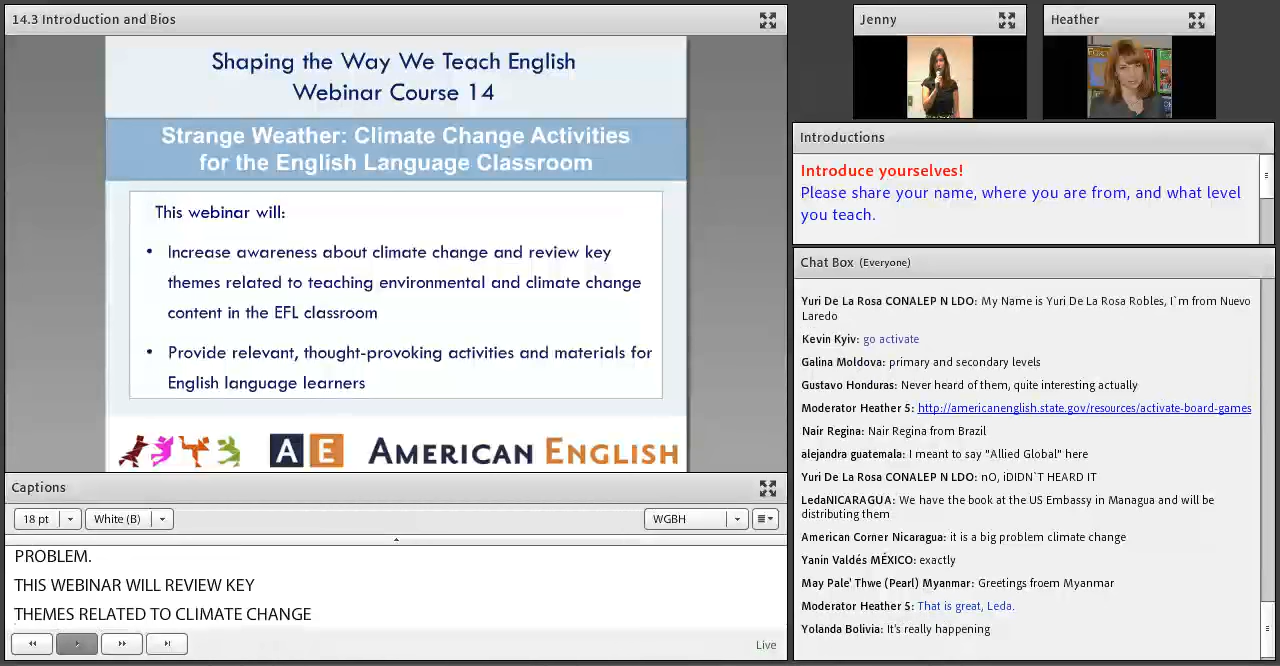 14.3 Introduction and Bios
Shaping the Way We Teach English
Webinar Course 14
Strange Weather: Climate Change Activities
for the English Language Classroom
This webinar will:
• Increase awareness about climate change and review key
themes related to teaching environmental and climate change
content in the EFL classroom
• Provide relevant, thought-provoking activities and materials for
English language learners
AE AMERICAN ENGLISH
Captions
18 pt White (B) WGBH
PROBLEM.
THIS WEBINAR WILL REVIEW KEY
THEMES RELATED TO CLIMATE CHANGE
Live
Jenny
Heather
Introductions
Introduce yourselves!
Please share your name, where you are from, and what level
you teach.
Chat Box (Everyone)
Yuri De La Rosa CONALEP N LDO: My Name is Yuri De La Rosa Robles, I`m from Nuevo
Laredo
Kevin Kyiv: go activate
Galina Moldova: primary and secondary levels
Gustavo Honduras: Never heard of them, quite interesting actually
Moderator Heather 5: http://americanenglish.state.gov/resources/activate-board-games
Nair Regina: Nair Regina from Brazil
alejandra guatemala: I meant to say "Allied Global" here
Yuri De La Rosa CONALEP N LDO: nO, iDIDN`T HEARD IT
LedaNICARAGUA: We have the book at the US Embassy in Managua and will be
distributing them
American Corner Nicaragua: it is a big problem climate change
Yanin Valdés MÉXICO: exactly
May Pale' Thwe (Pearl) Myanmar: Greetings froem Myanmar
Moderator Heather 5: That is great, Leda.
Yolanda Bolivia: It's really happening